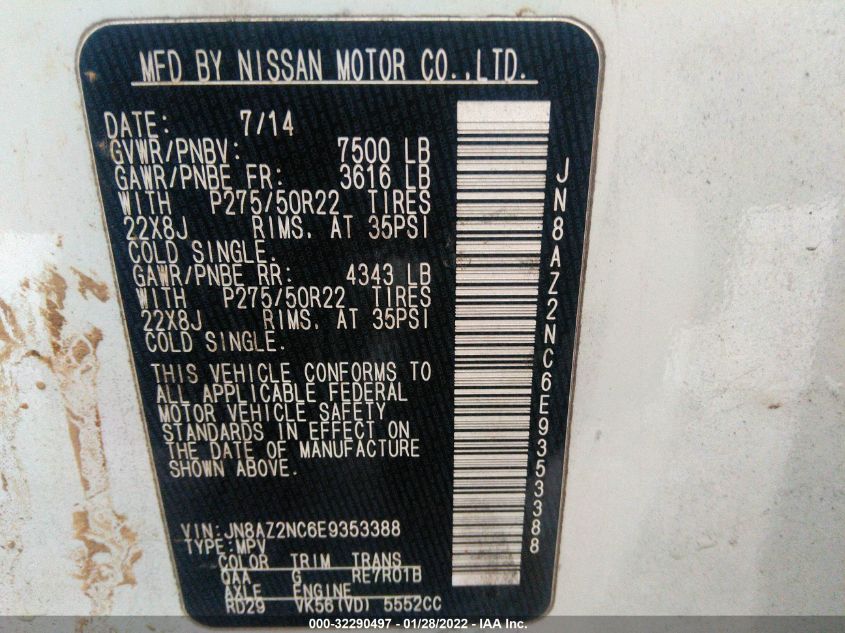 MFD BY NISSAN MOTOR CO.,LTD.
DATE: 7/14
GVWR/PNBV: 7500 LB
GAWR/PNBE FR: 3616 LB
WITH P275/50R22 TIRES
22X8J RIMS. AT 35PSI
COLD SINGLE.
GAWR/PNBE RR: 4343 LB
WITH P275/50R22 TIRES
22X8J RIMS. AT 35PSI
COLD SINGLE.
THIS VEHICLE CONFORMS TO
ALL APPLICABLE FEDERAL
MOTOR VEHICLE SAFETY
STANDARDS IN EFFECT ON
THE DATE OF MANUFACTURE
SHOWN ABOVE.
VIN:JN8AZ2NC6E9353388
TYPE:MPV
COLOR TRIM TRANS
QAA G RE7R01B
AXLE ENGINE
RD29 VK56(VD) 5552CC
JN8AZ2NC6E9353388
000-32290497 - 01/28/2022 - IAA Inc.